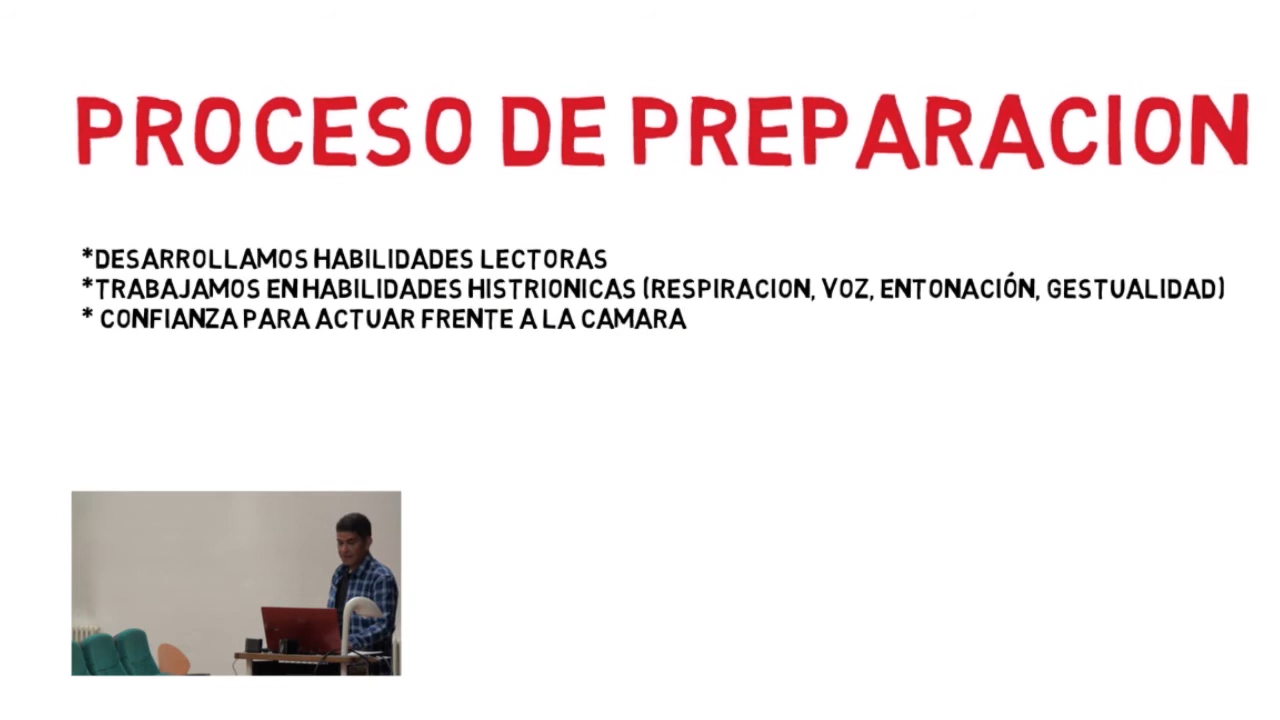 PROCESO DE PREPARACION
*DESARROLLAMOS HABILIDADES LECTORAS
*TRABAJAMOS EN HABILIDADES HISTRIONICAS (RESPIRACION, VOZ, ENTONACIÓN, GESTUALIDAD)
* CONFIANZA PARA ACTUAR FRENTE A LA CAMARA